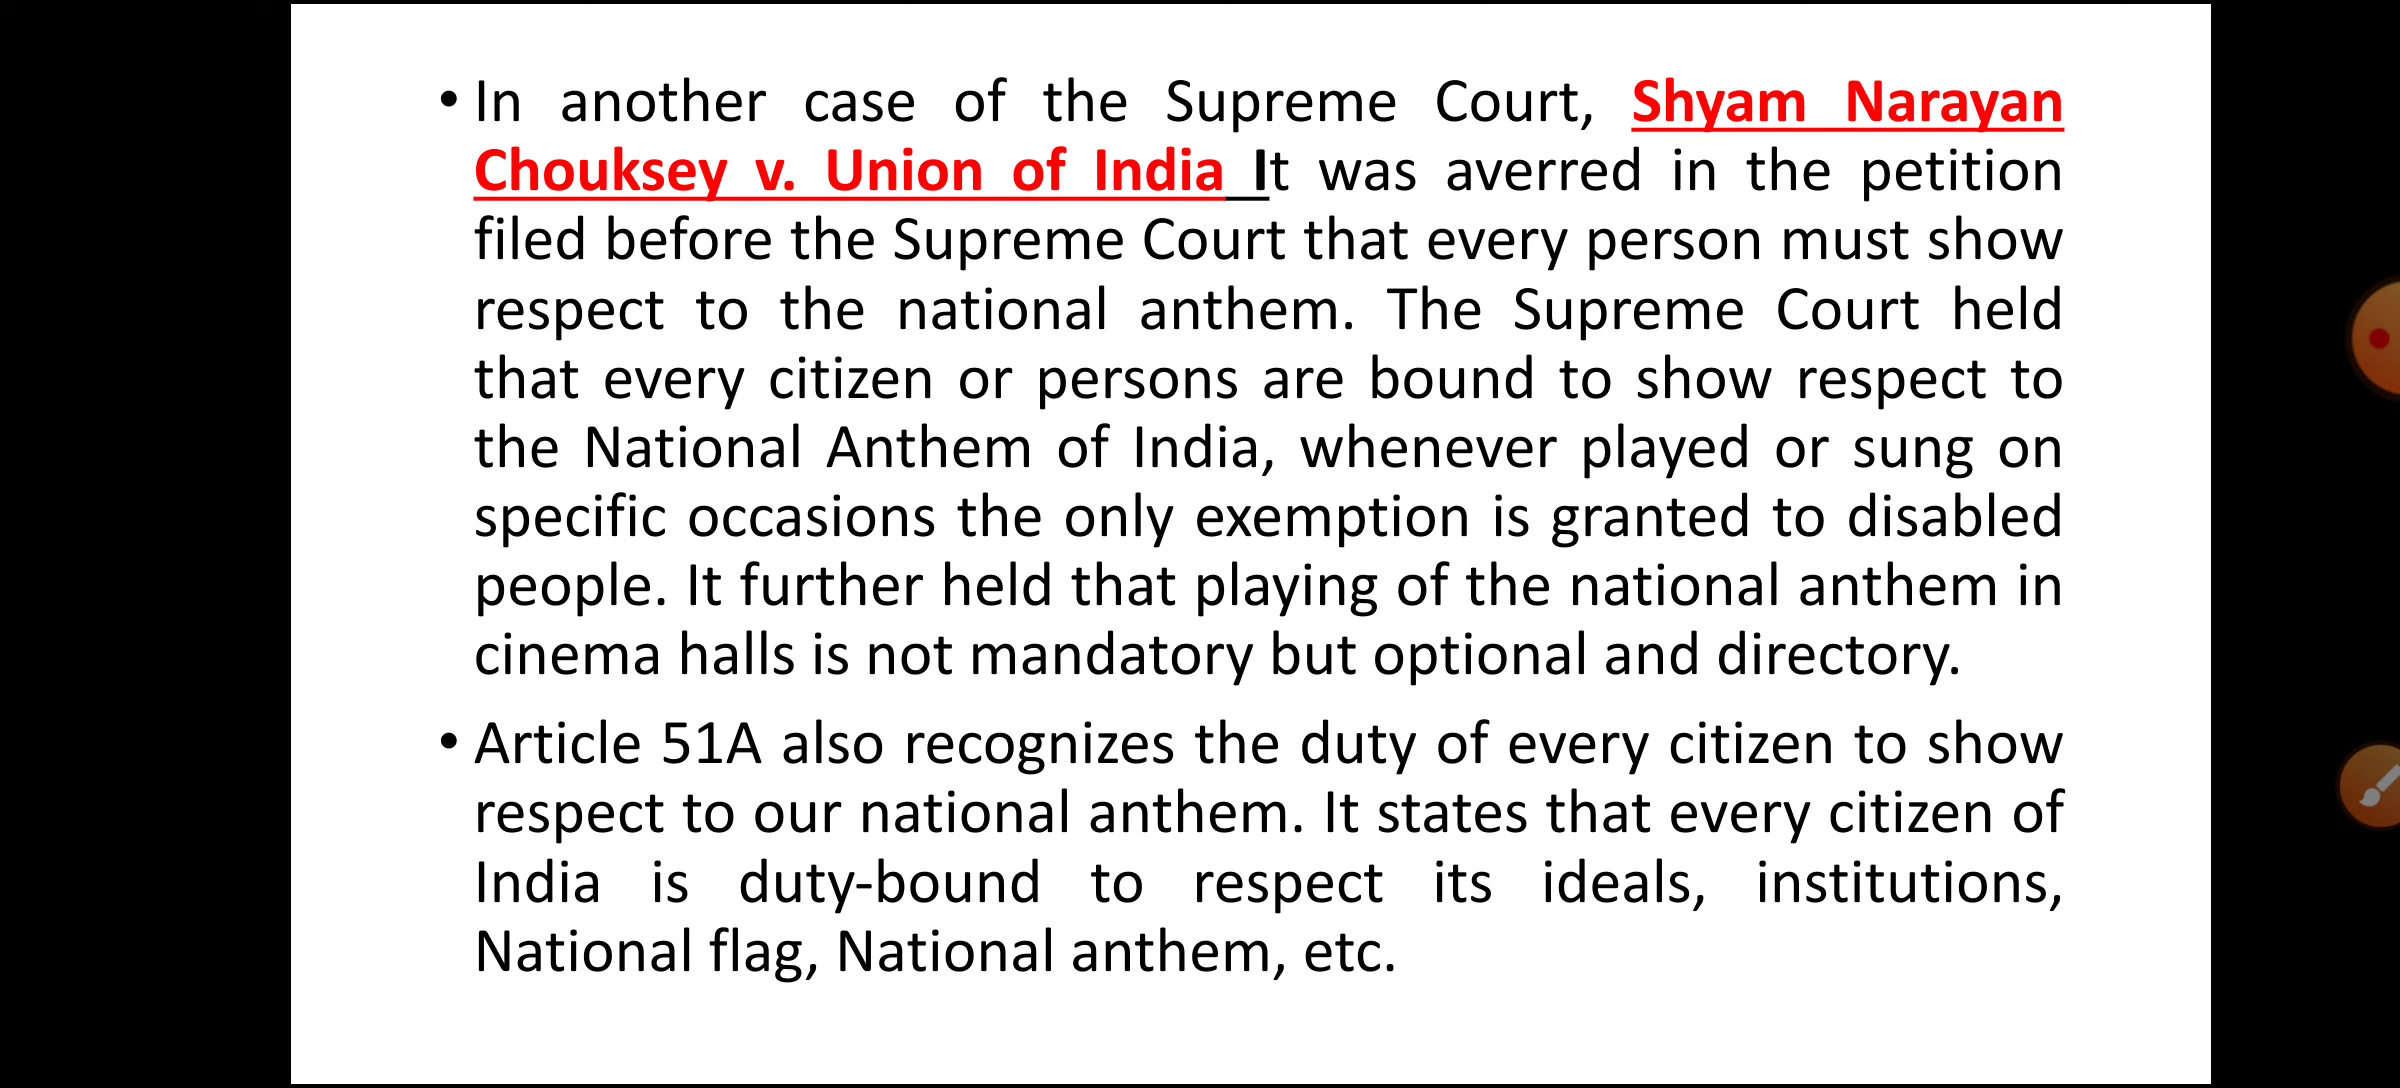 • In another case of the Supreme Court, Shyam Narayan
Chouksey v. Union of India It was averred in the petition
filed before the Supreme Court that every person must show
respect to the national anthem. The Supreme Court held
that every citizen or persons are bound to show respect to
the National Anthem of India, whenever played or sung on
specific occasions the only exemption is granted to disabled
people. It further held that playing of the national anthem in
cinema halls is not mandatory but optional and directory.
• Article 51A also recognizes the duty of every citizen to show
respect to our national anthem. It states that every citizen of
India is duty-bound to respect its ideals, institutions,
National flag, National anthem, etc.